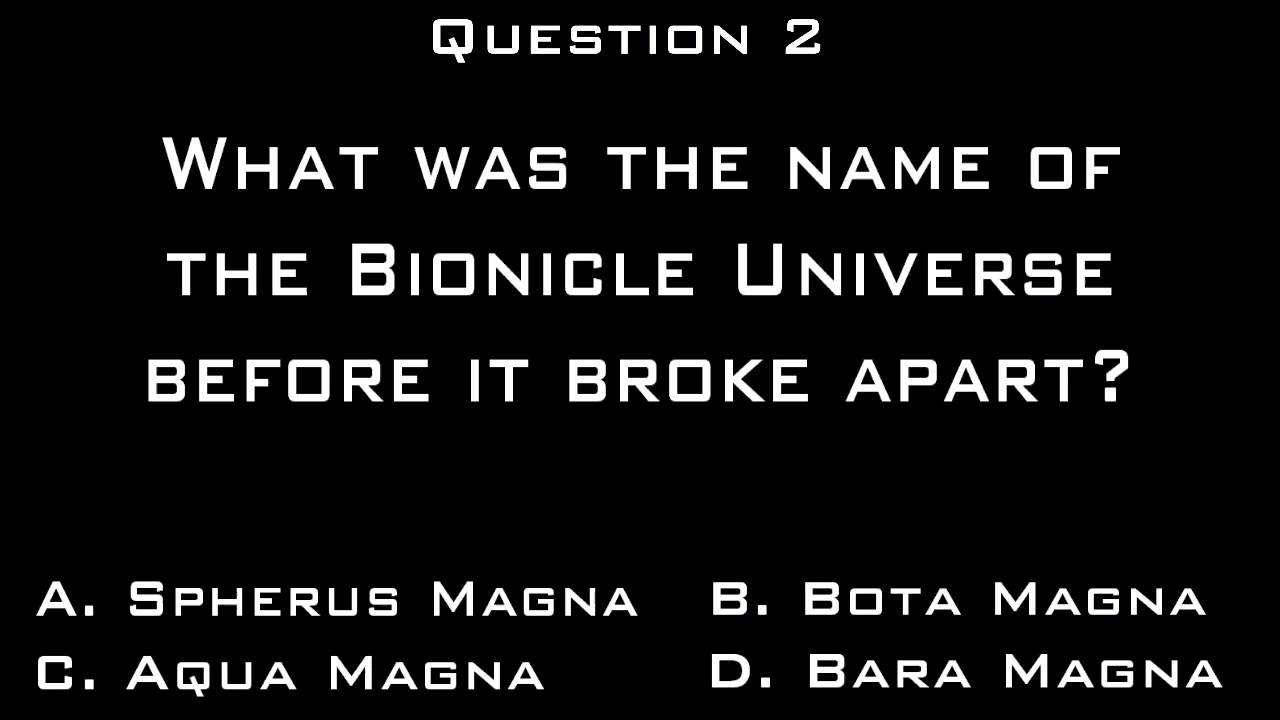 Question 2
What was the name of
the Bionicle Universe
before it broke apart?
A. Spherus Magna B. Bota Magna
C. Aqua Magna D. Bara Magna